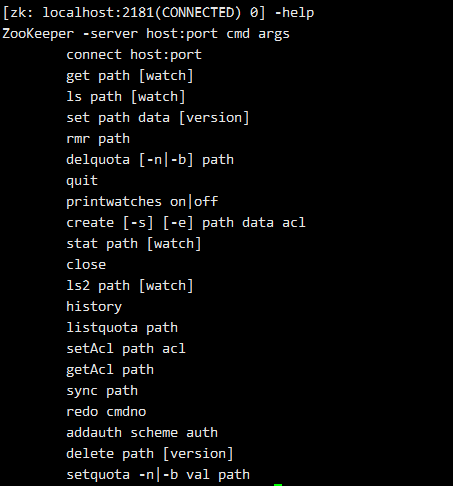 [zk: localhost:2181(CONNECTED) 0] -help
ZooKeeper -server host:port cmd args
connect host:port
get path [watch]
ls path [watch]
set path data [version]
rmr path
delquota [-n|-b] path
quit
printwatches on|off
create [-s] [-e] path data acl
stat path [watch]
close
ls2 path [watch]
history
listquota path
setAcl path acl
getAcl path
sync path
redo cmdno
addauth scheme auth
delete path [version]
setquota -n|-b val path